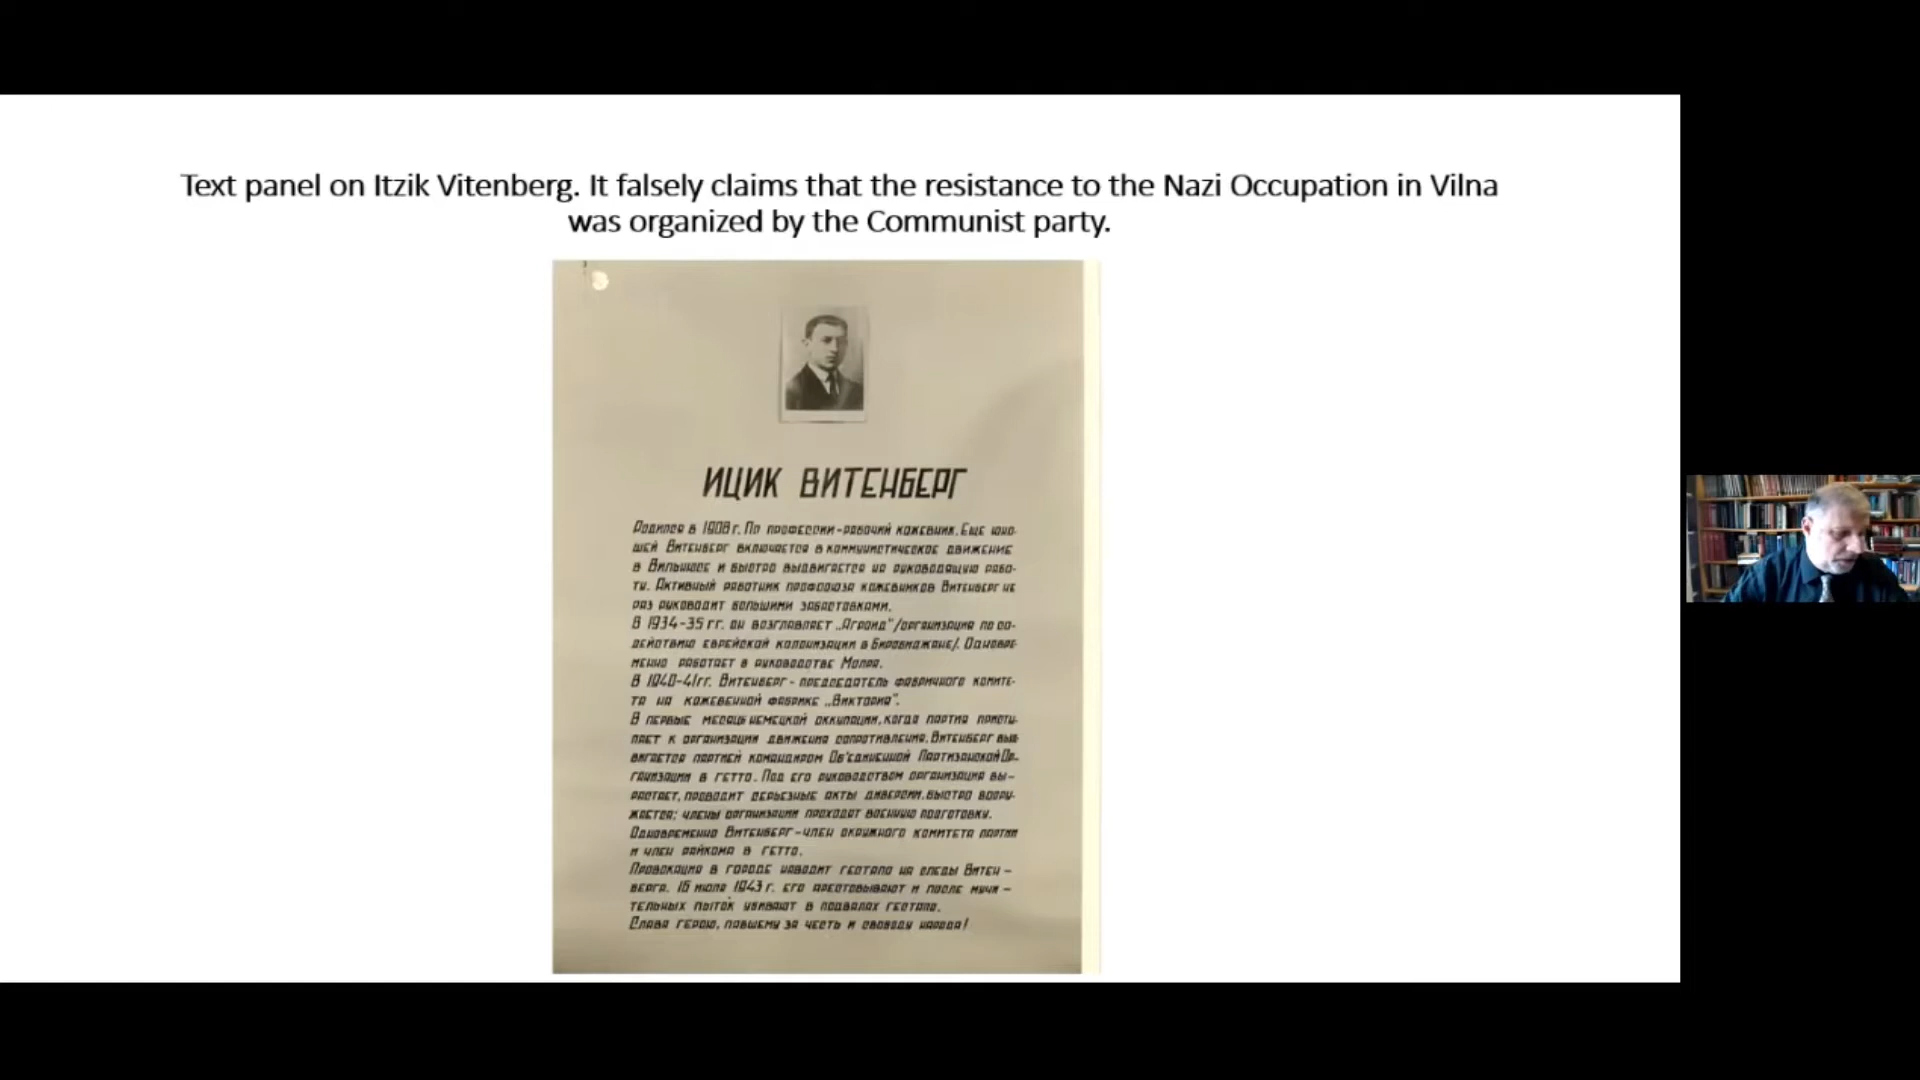 Text panel on Itzik Vitenberg. It falsely claims that the resistance to the Nazi Occupation in Vilna
was organized by the Communist party.
ИЦИК ВИТЕНБЕРГ
Родился в 1908 г. По профессии-рабочий кожевник. Еще юно-
шей Витенберг включается в коммунистическое движение
в Вильнюсе и быстро выдвигается на руководящую рабо-
ту. Активный работник профсоюза кожевников Витенберг не
раз руководит большими забастовками.
В 1934-35 гг. он возглавляет „Агроид"/организация по со-
действию еврейской колонизации в Биробиджане/. Одновре-
менно работает в руководстве Мопра.
В 1940-41гг. Витенберг - председатель фабричного комите-
та на кожевенной фабрике „Виктория".
В первые месяцы немецкой оккупации, когда партия присту-
пает к организации движения сопротивления, Витенберг выд-
вигается партией командиром Об'единенной Партизанской Ор-
ганизации в гетто. Под его руководством организация вы-
растает, проводит серьезные акты диверсии, быстро воору-
жается; члены организации проходят военную подготовку.
Одновременно Витенберг-член окружного комитета партии
и член райкома в гетто.
Провокация в городе наводит гестапо на следы Витен-
берга. 16 июля 1943 г. его арестовывают и после мучи-
тельных пыток убивают в подвалах гестапо.
Слава герою, павшему за честь и свободу народа!